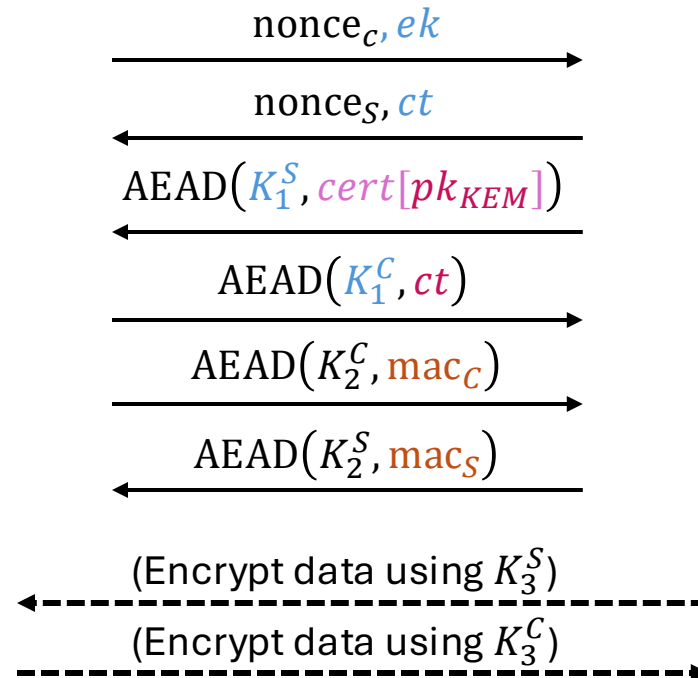 nonce_c, ek
nonce_S, ct
AEAD(K_1^S, cert[pk_KEM])
AEAD(K_1^C, ct)
AEAD(K_2^C, mac_C)
AEAD(K_2^S, mac_S)
(Encrypt data using K_3^S)
(Encrypt data using K_3^C)